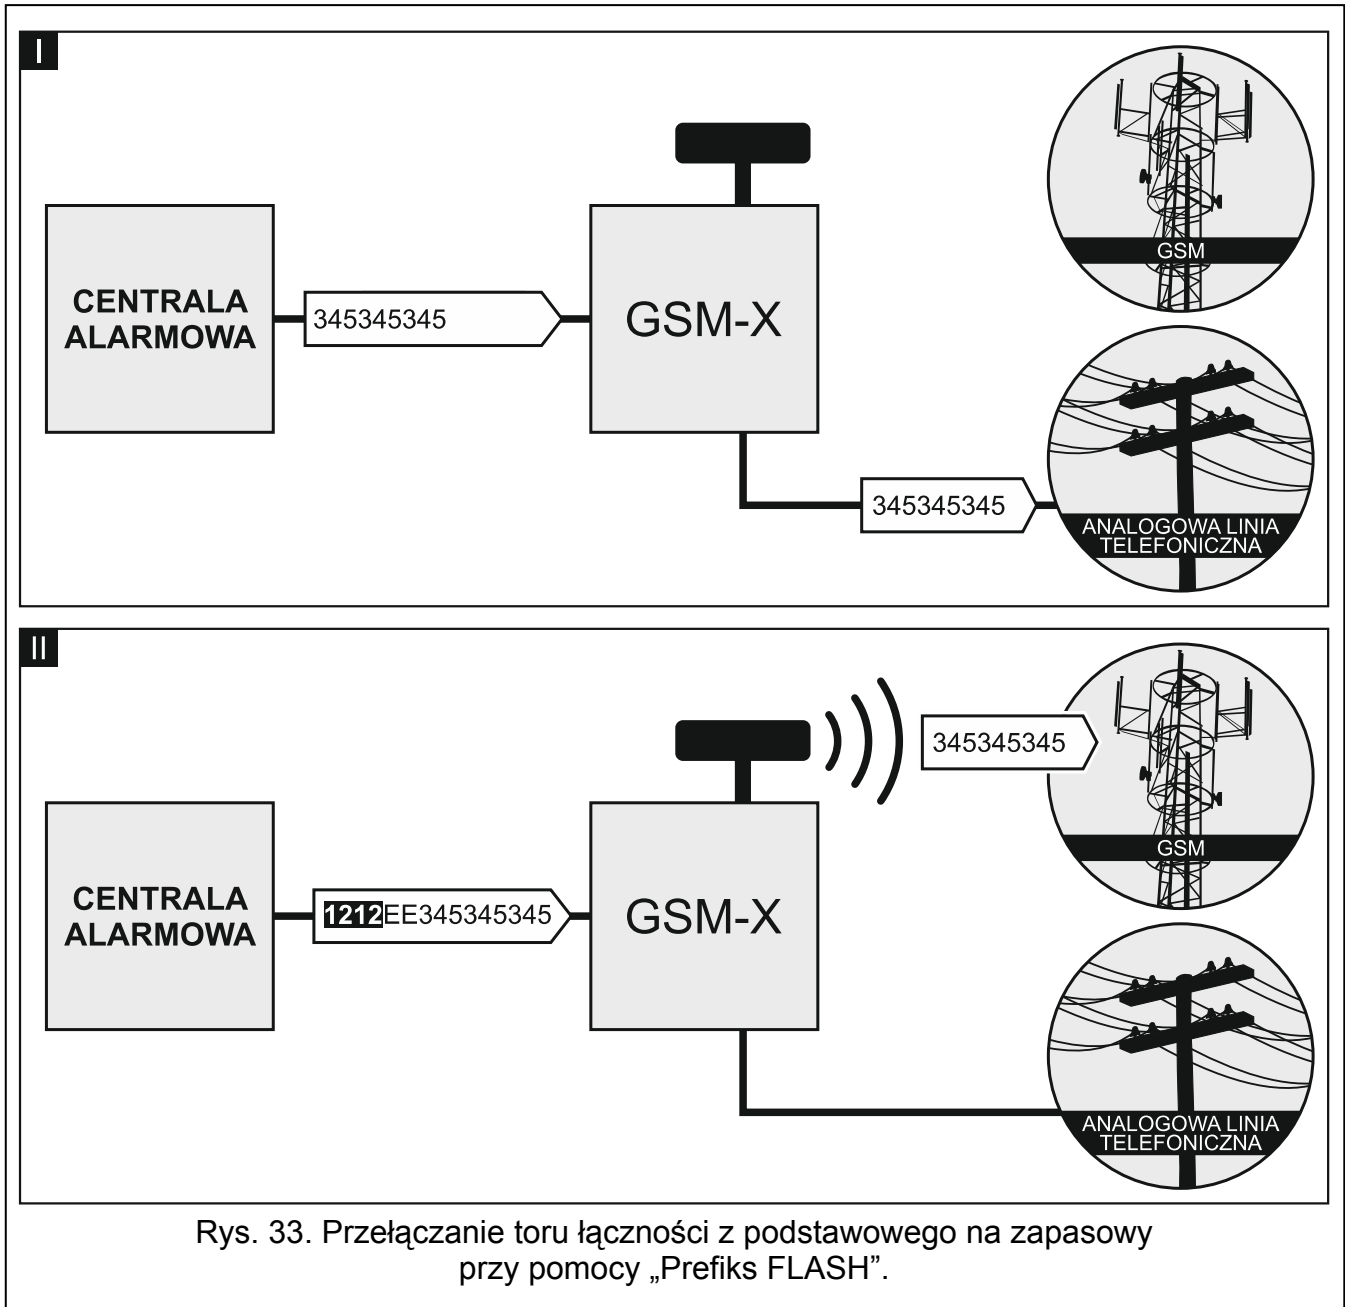 I
CENTRALA
ALARMOWA
345345345
GSM-X
GSM
345345345
ANALOGOWA LINIA
TELEFONICZNA
II
CENTRALA
ALARMOWA
1212EE345345345
GSM-X
345345345
GSM
ANALOGOWA LINIA
TELEFONICZNA
Rys. 33. Przełączanie toru łączności z podstawowego na zapasowy
przy pomocy „Prefiks FLASH”.